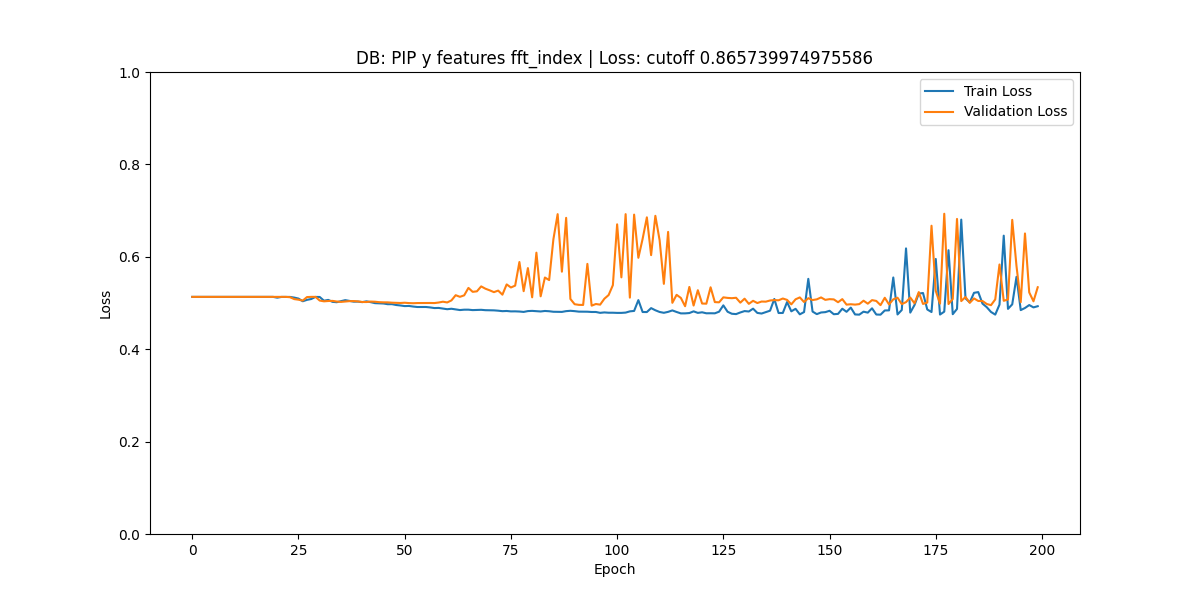 DB: PIP y features fft_index | Loss: cutoff 0.865739974975586
Train Loss
Validation Loss
1.0
0.8
0.6
0.4
0.2
0.0
Loss
0 25 50 75 100 125 150 175 200
Epoch